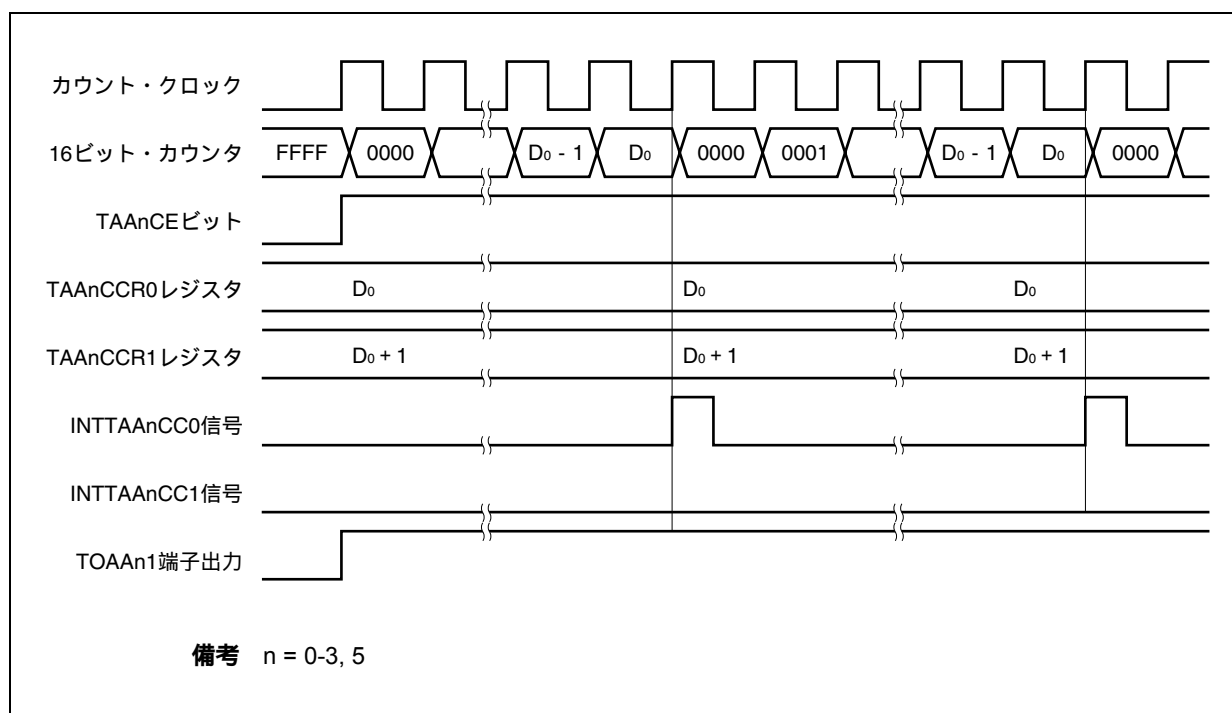 カウント・クロック
16ビット・カウンタ FFFF 0000 D0 - 1 D0 0000 0001 D0 - 1 D0 0000
TAAnCEビット
TAAnCCR0レジスタ D0 D0 D0
TAAnCCR1レジスタ D0 + 1 D0 + 1 D0 + 1
INTTAAnCC0信号
INTTAAnCC1信号
TOAAn1端子出力
備考 n = 0-3, 5